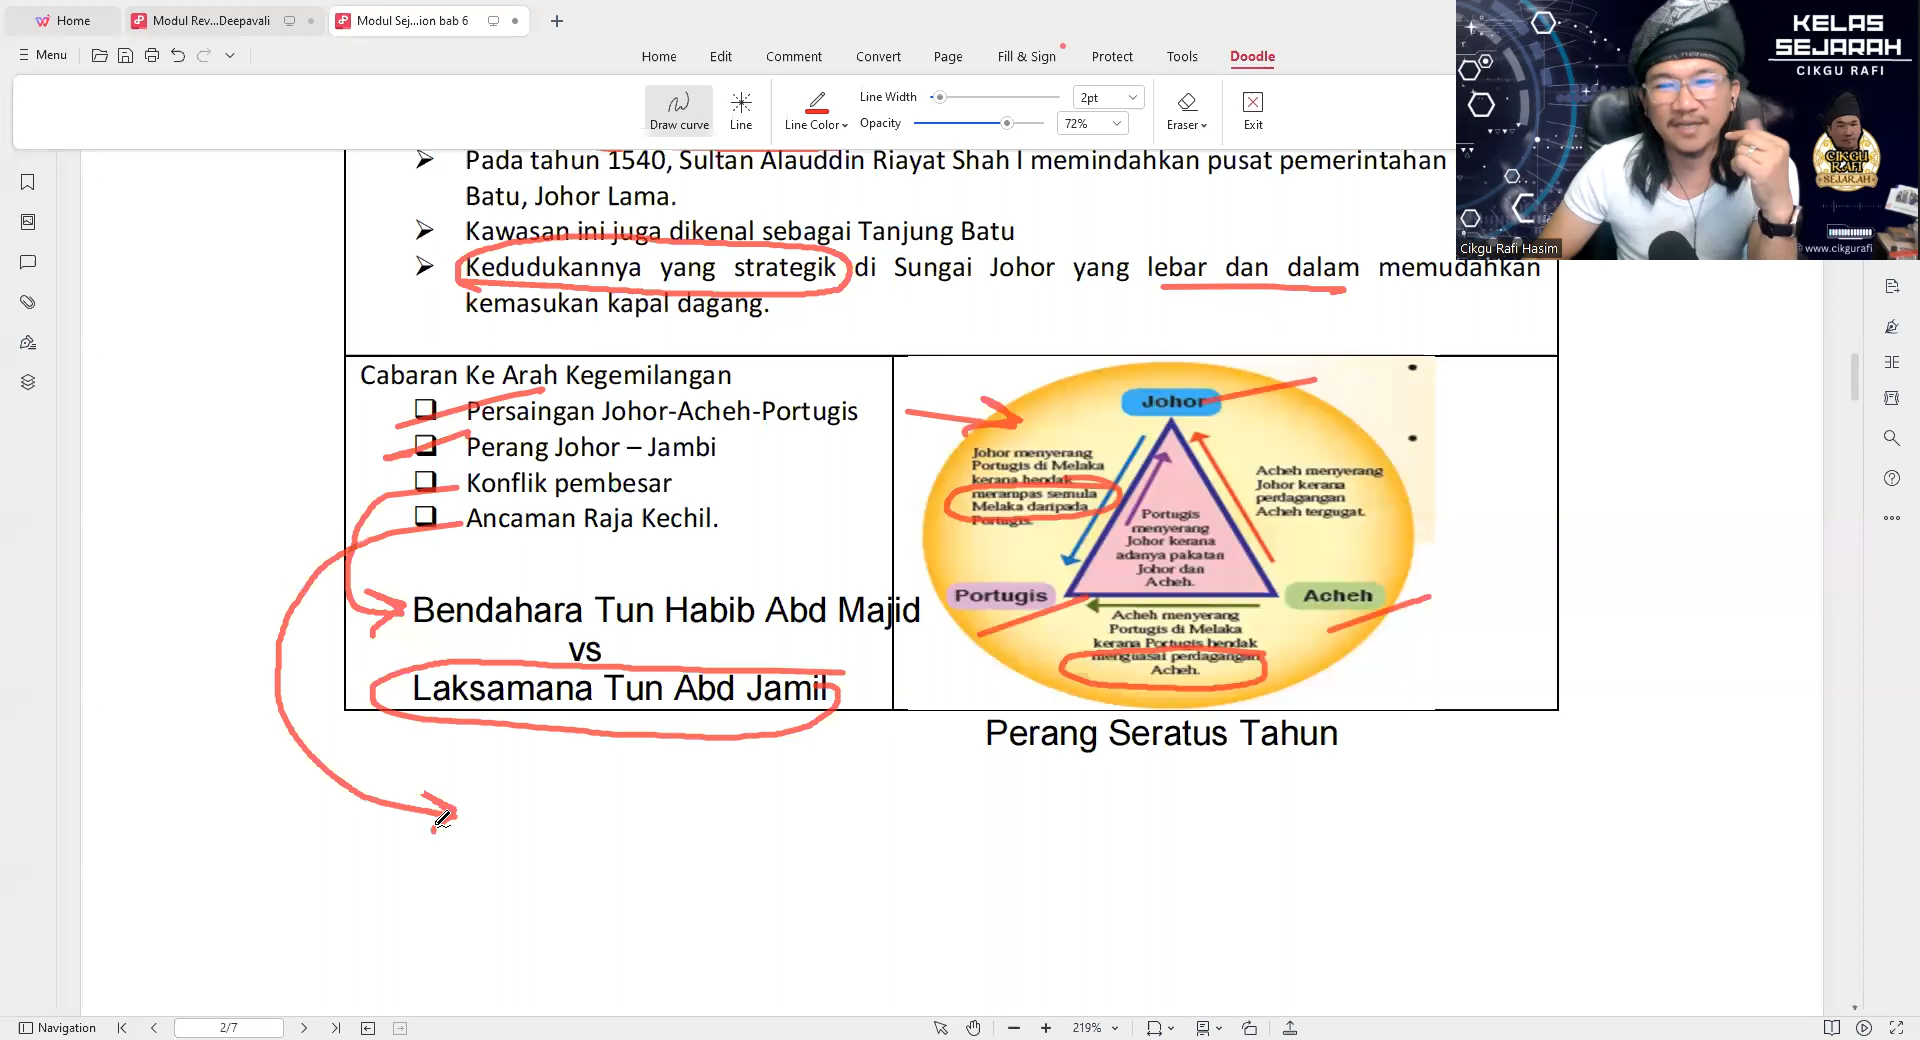 Home
Modul Rev...Deepavali
Modul Sej...ion bab 6
Menu
Home
Edit
Comment
Convert
Page
Fill & Sign
Protect
Tools
Doodle
Draw curve
Line
Line Color
Line Width
2pt
Opacity
72%
Eraser
Exit
KELAS
SEJARAH
CIKGU RAFI
CIKGU
RAFI
SEJARAH
www.cikgurafi
Cikgu Rafi Hasim
Pada tahun 1540, Sultan Alauddin Riayat Shah I memindahkan pusat pemerintahan
Batu, Johor Lama.
Kawasan ini juga dikenal sebagai Tanjung Batu
Kedudukannya yang strategik di Sungai Johor yang lebar dan dalam memudahkan
kemasukan kapal dagang.
Cabaran Ke Arah Kegemilangan
Persaingan Johor-Acheh-Portugis
Perang Johor – Jambi
Konflik pembesar
Ancaman Raja Kechil.
Bendahara Tun Habib Abd Majid
vs
Laksamana Tun Abd Jamil
Johor
Johor menyerang
Portugis di Melaka
kerana hendak
merampas semula
Melaka daripada
Portugis.
Acheh menyerang
Johor kerana
perdagangan
Acheh tergugat.
Portugis
menyerang
Johor kerana
adanya pakatan
Johor dan
Acheh.
Portugis
Acheh
Acheh menyerang
Portugis di Melaka
kerana Portugis hendak
menguasai perdagangan
Acheh.
Perang Seratus Tahun
Navigation
2/7
219%